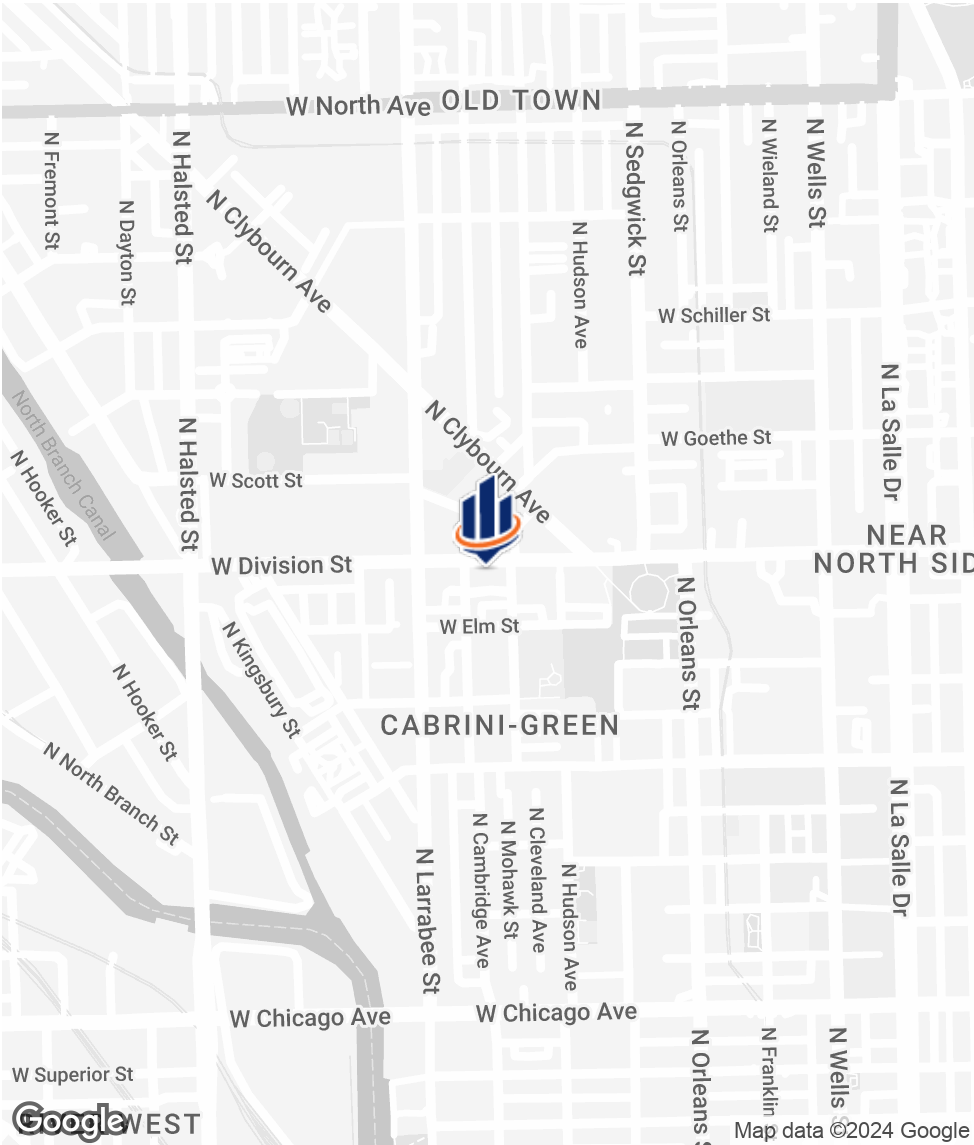 W North Ave
OLD TOWN
N Fremont St
N Dayton St
N Halsted St
N Clybourn Ave
N Hudson Ave
N Sedgwick St
N Orleans St
N Wieland St
N Wells St
W Schiller St
North Branch Canal
N Hooker St
N Halsted St
W Scott St
N Clybourn Ave
W Goethe St
N La Salle Dr
NEAR
NORTH SID
W Division St
W Elm St
N Orleans St
N Kingsbury St
N Hooker St
CABRINI-GREEN
N North Branch St
N Larrabee St
N Cambridge Ave
N Mohawk St
N Cleveland Ave
N Hudson Ave
N La Salle Dr
W Chicago Ave
W Chicago Ave
W Superior St
N Orleans S
N Franklin S
N Wells S
Google
WEST
Map data ©2024 Google